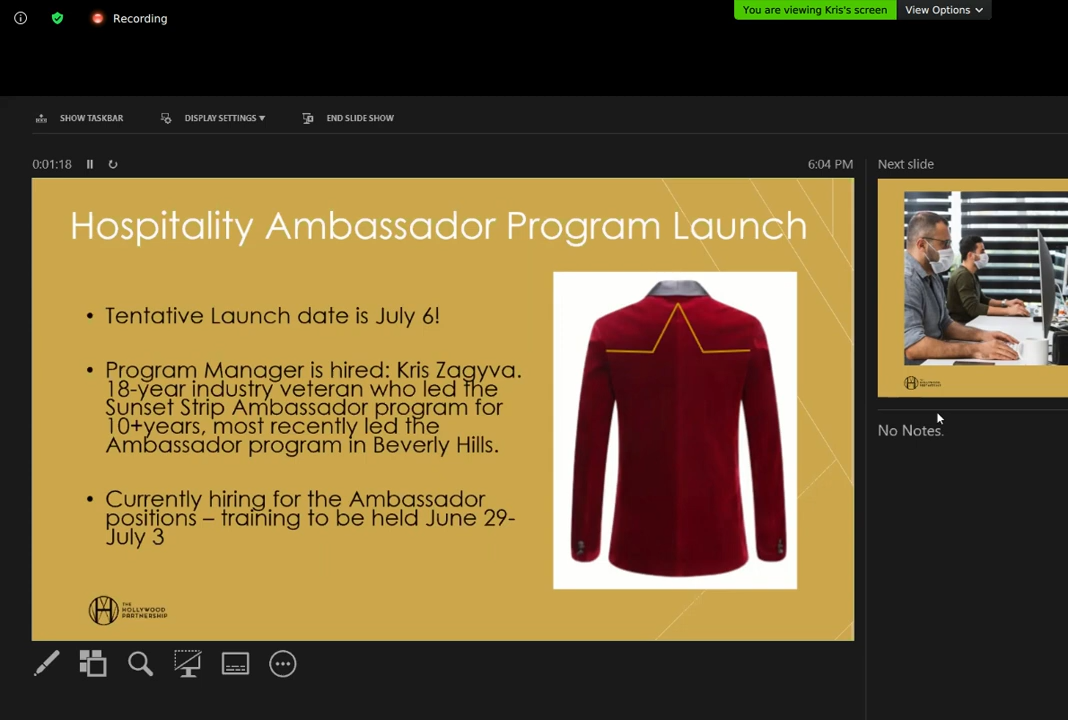 Recording
You are viewing Kris's screen
View Options
SHOW TASKBAR
DISPLAY SETTINGS
END SLIDE SHOW
0:01:18
6:04 PM
Next slide
Hospitality Ambassador Program Launch
• Tentative Launch date is July 6!
• Program Manager is hired: Kris Zagyva.
18-year industry veteran who led the
Sunset Strip Ambassador program for
10+years, most recently led the
Ambassador program in Beverly Hills.
• Currently hiring for the Ambassador
positions – training to be held June 29-
July 3
THE
HOLLYWOOD
PARTNERSHIP
No Notes.